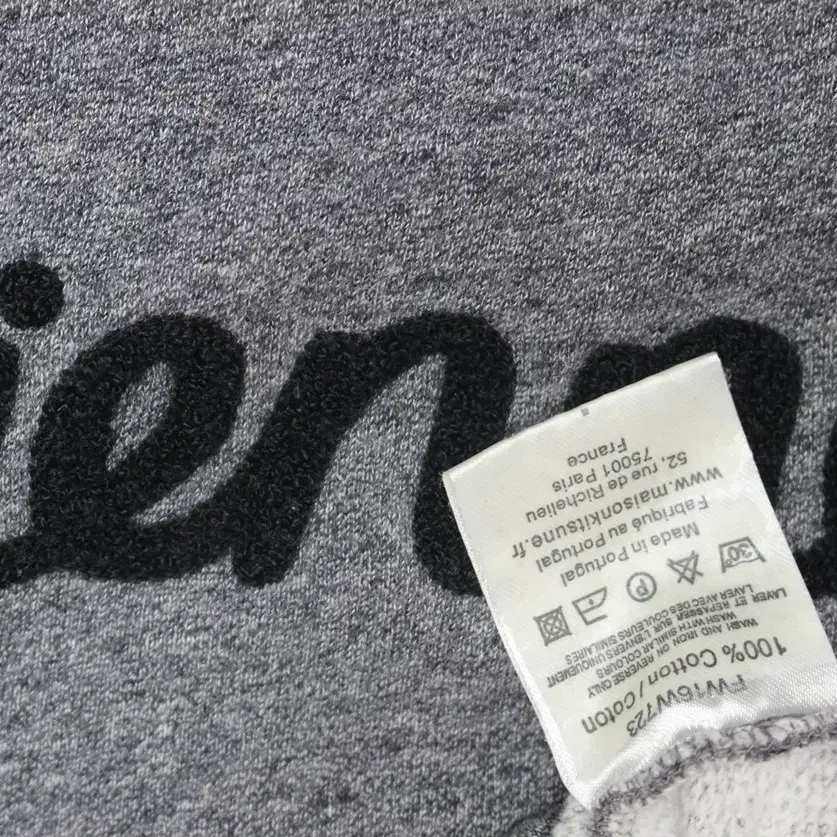 ienn
FW16W723
100% Cotton / Coton
WASH AND IRON ON REVERSE ONLY
WASH WITH SIMILAR COLOURS
LAVER ET REPASSER SUR L'ENVERS UNIQUEMENT
LAVER AVEC DES COULEURS SIMILAIRES
30°
P
Made in Portugal
Fabriqué au Portugal
www.maisonkitsune.fr
52, rue de Richelieu
75001 Paris
France